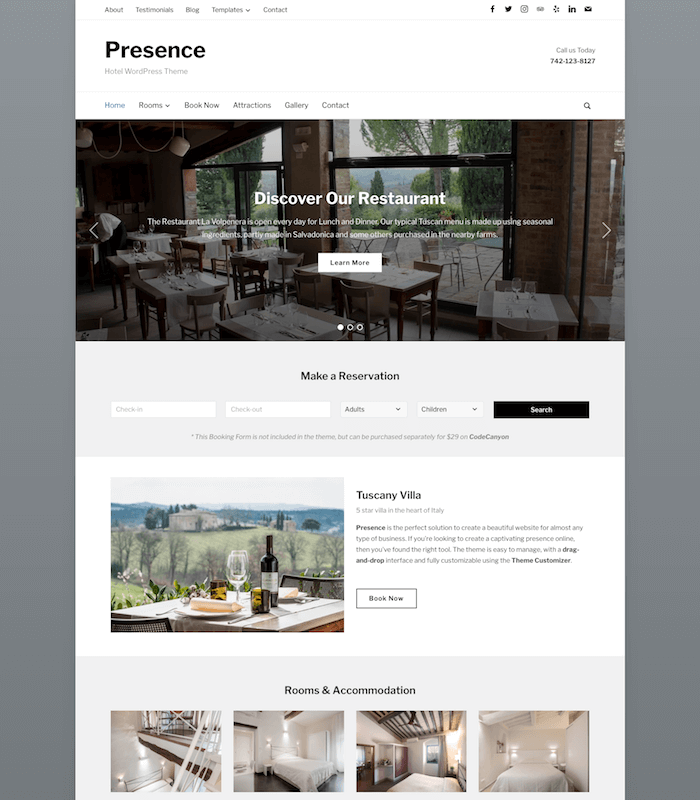 About Testimonials Blog Templates Contact
Presence
Hotel WordPress Theme
Call us Today
742-123-8127
Home Rooms Book Now Attractions Gallery Contact
Discover Our Restaurant
The Restaurant La Volpenera is open every day for Lunch and Dinner. Our typical Tuscan menu is made up using seasonal
ingredients, partly made in Salvadonica and some others purchased in the nearby farms.
Learn More
Make a Reservation
Check-in Check-out Adults Children Search
* This Booking Form is not included in the theme, but can be purchased separately for $29 on CodeCanyon
Tuscany Villa
5 star villa in the heart of Italy
Presence is the perfect solution to create a beautiful website for almost any
type of business. If you're looking to create a captivating presence online,
then you've found the right tool. The theme is easy to manage, with a drag-
and-drop interface and fully customizable using the Theme Customizer.
Book Now
Rooms & Accommodation